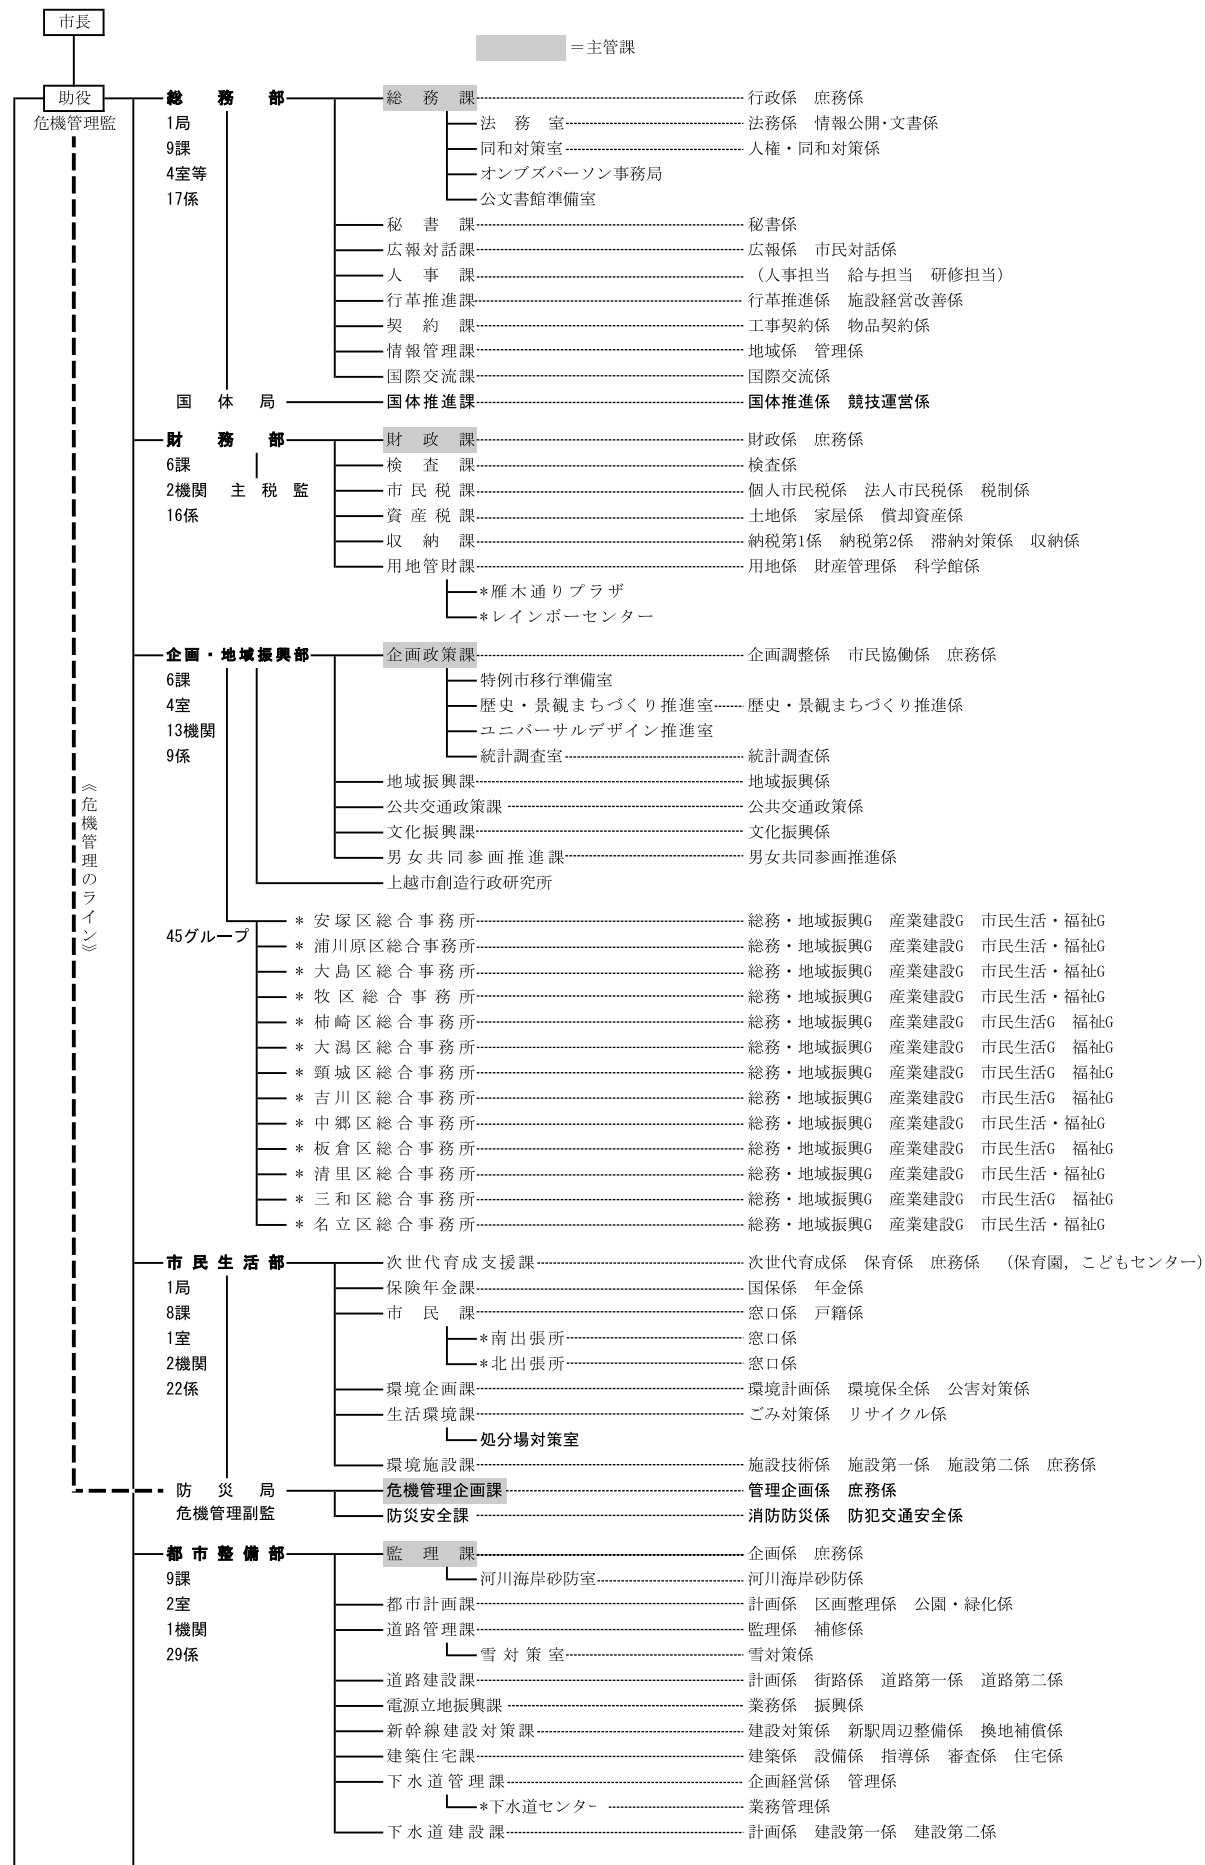 市長
＝主管課
助役 総務部 総務課 行政係 庶務係
危機管理監 1局 法務室 法務係 情報公開・文書係
9課 同和対策室 人権・同和対策係
4室等 オンブズパーソン事務局
17係 公文書館準備室
秘書課 秘書係
広報対話課 広報係 市民対話係
人事課 （人事担当 給与担当 研修担当）
行革推進課 行革推進係 施設経営改善係
契約課 工事契約係 物品契約係
情報管理課 地域係 管理係
国際交流課 国際交流係
国体局 国体推進課 国体推進係 競技運営係
財務部 財政課 財政係 庶務係
6課 検査課 検査係
2機関 主税監 市民税課 個人市民税係 法人市民税係 税制係
16係 資産税課 土地係 家屋係 償却資産係
収納課 納税第1係 納税第2係 滞納対策係 収納係
用地管財課 用地係 財産管理係 科学館係
*雁木通りプラザ
*レインボーセンター
企画・地域振興部 企画政策課 企画調整係 市民協働係 庶務係
6課 特例市移行準備室
4室 歴史・景観まちづくり推進室 歴史・景観まちづくり推進係
13機関 ユニバーサルデザイン推進室
9係 統計調査室 統計調査係
地域振興課 地域振興係
公共交通政策課 公共交通政策係
文化振興課 文化振興係
男女共同参画推進課 男女共同参画推進係
上越市創造行政研究所
《危機管理のライン》
* 安塚区総合事務所 総務・地域振興G 産業建設G 市民生活・福祉G
45グループ
* 浦川原区総合事務所 総務・地域振興G 産業建設G 市民生活・福祉G
* 大島区総合事務所 総務・地域振興G 産業建設G 市民生活・福祉G
* 牧区総合事務所 総務・地域振興G 産業建設G 市民生活・福祉G
* 柿崎区総合事務所 総務・地域振興G 産業建設G 市民生活G 福祉G
* 大潟区総合事務所 総務・地域振興G 産業建設G 市民生活G 福祉G
* 頸城区総合事務所 総務・地域振興G 産業建設G 市民生活G 福祉G
* 吉川区総合事務所 総務・地域振興G 産業建設G 市民生活G 福祉G
* 中郷区総合事務所 総務・地域振興G 産業建設G 市民生活・福祉G
* 板倉区総合事務所 総務・地域振興G 産業建設G 市民生活G 福祉G
* 清里区総合事務所 総務・地域振興G 産業建設G 市民生活・福祉G
* 三和区総合事務所 総務・地域振興G 産業建設G 市民生活G 福祉G
* 名立区総合事務所 総務・地域振興G 産業建設G 市民生活・福祉G
市民生活部 次世代育成支援課 次世代育成係 保育係 庶務係 （保育園，こどもセンター）
1局 保険年金課 国保係 年金係
8課 市民課 窓口係 戸籍係
1室 *南出張所 窓口係
2機関 *北出張所 窓口係
22係 環境企画課 環境計画係 環境保全係 公害対策係
生活環境課 ごみ対策係 リサイクル係
処分場対策室
環境施設課 施設技術係 施設第一係 施設第二係 庶務係
防災局 危機管理企画課 管理企画係 庶務係
危機管理副監 防災安全課 消防防災係 防犯交通安全係
都市整備部 監理課 企画係 庶務係
9課 河川海岸砂防室 河川海岸砂防係
2室 都市計画課 計画係 区画整理係 公園・緑化係
1機関 道路管理課 監理係 補修係
29係 雪対策室 雪対策係
道路建設課 計画係 街路係 道路第一係 道路第二係
電源立地振興課 業務係 振興係
新幹線建設対策課 建設対策係 新駅周辺整備係 換地補償係
建築住宅課 建築係 設備係 指導係 審査係 住宅係
下水道管理課 企画経営係 管理係
*下水道センター 業務管理係
下水道建設課 計画係 建設第一係 建設第二係